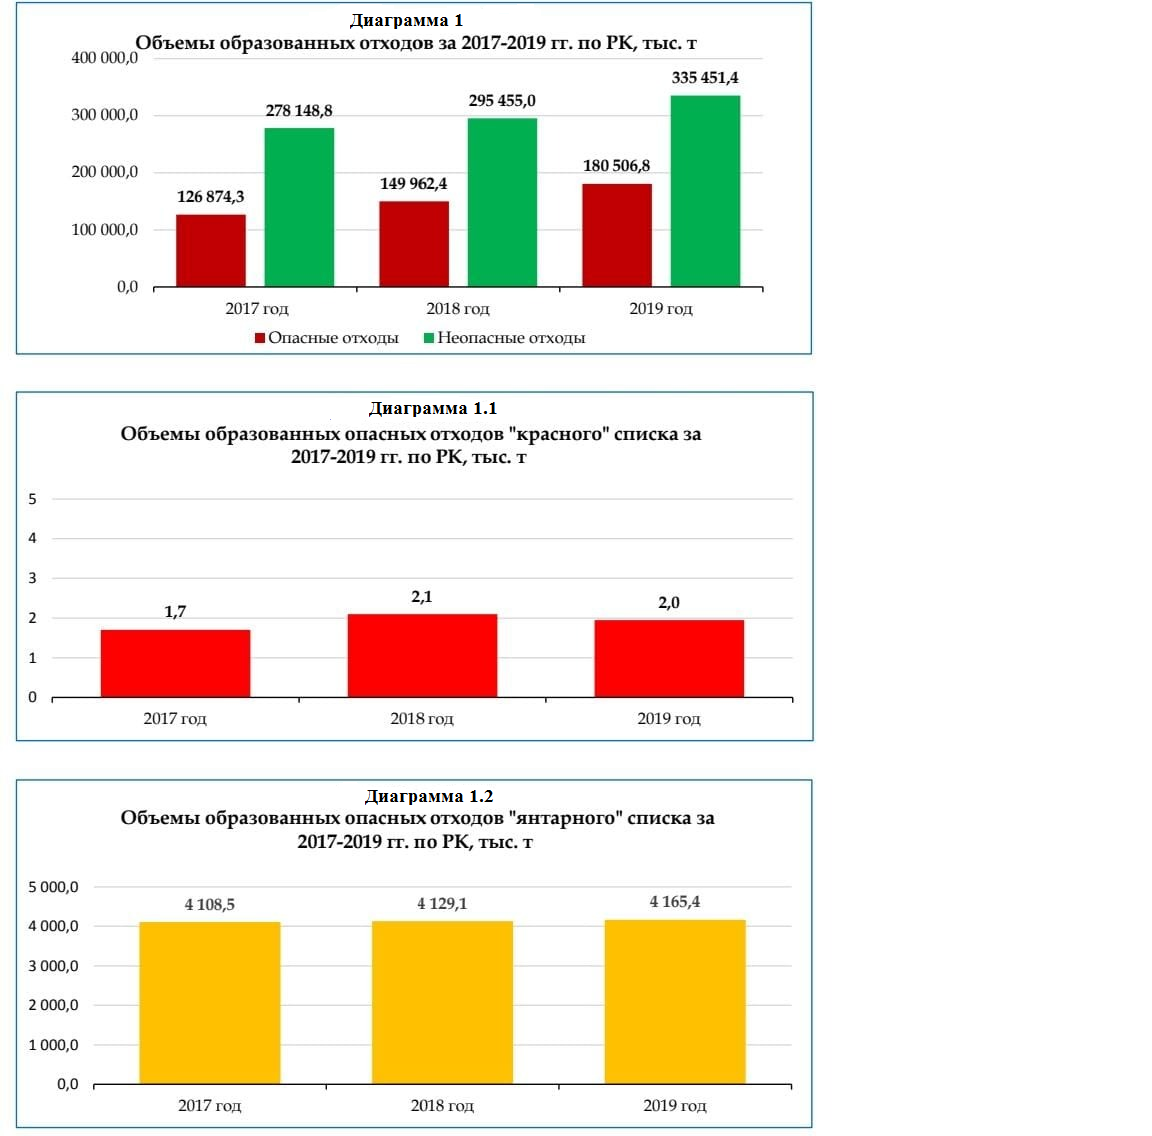 Диаграмма 1
Объемы образованных отходов за 2017-2019 гг. по РК, тыс. т
400 000,0
300 000,0
200 000,0
100 000,0
0,0
126 874,3
278 148,8
149 962,4
295 455,0
180 506,8
335 451,4
2017 год
2018 год
2019 год
Опасные отходы
Неопасные отходы
Диаграмма 1.1
Объемы образованных опасных отходов "красного" списка за
2017-2019 гг. по РК, тыс. т
5
4
3
2
1
0
1,7
2,1
2,0
2017 год
2018 год
2019 год
Диаграмма 1.2
Объемы образованных опасных отходов "янтарного" списка за
2017-2019 гг. по РК, тыс. т
5 000,0
4 000,0
3 000,0
2 000,0
1 000,0
0,0
4 108,5
4 129,1
4 165,4
2017 год
2018 год
2019 год